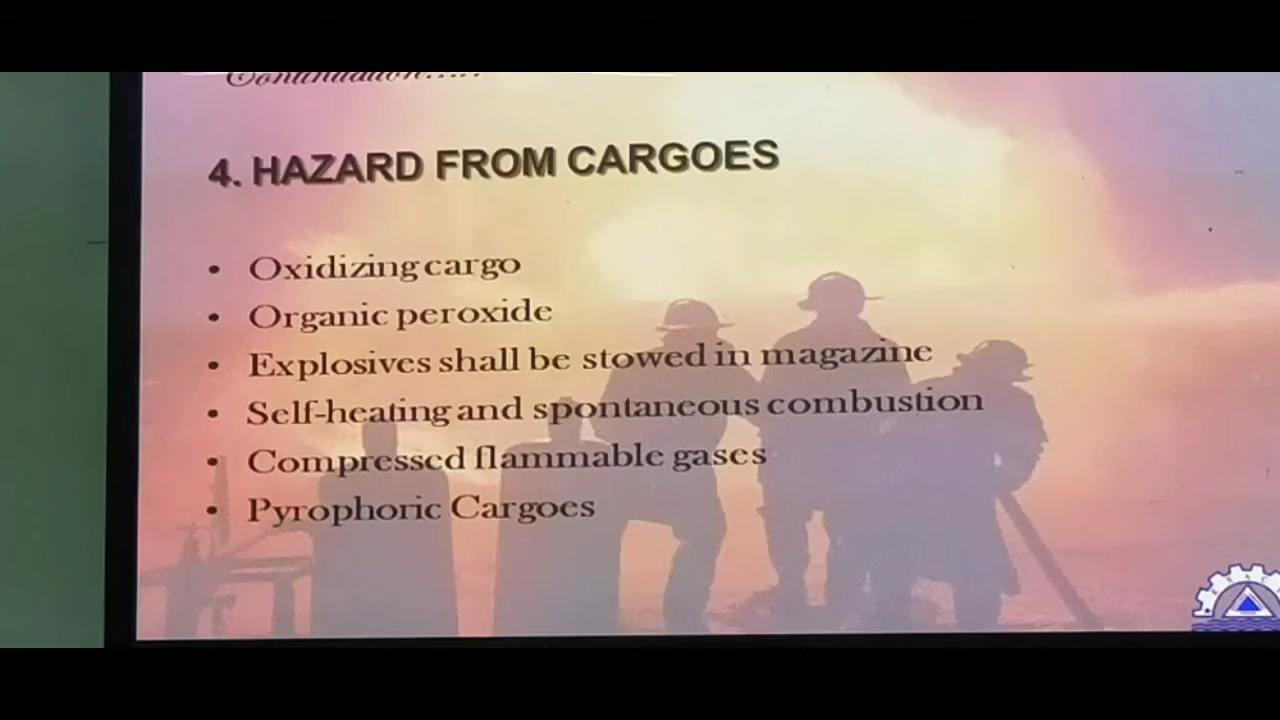 Continuation.....
4. HAZARD FROM CARGOES
• Oxidizing cargo
• Organic peroxide
• Explosives shall be stowed in magazine
• Self-heating and spontaneous combustion
• Compressed flammable gases
• Pyrophoric Cargoes